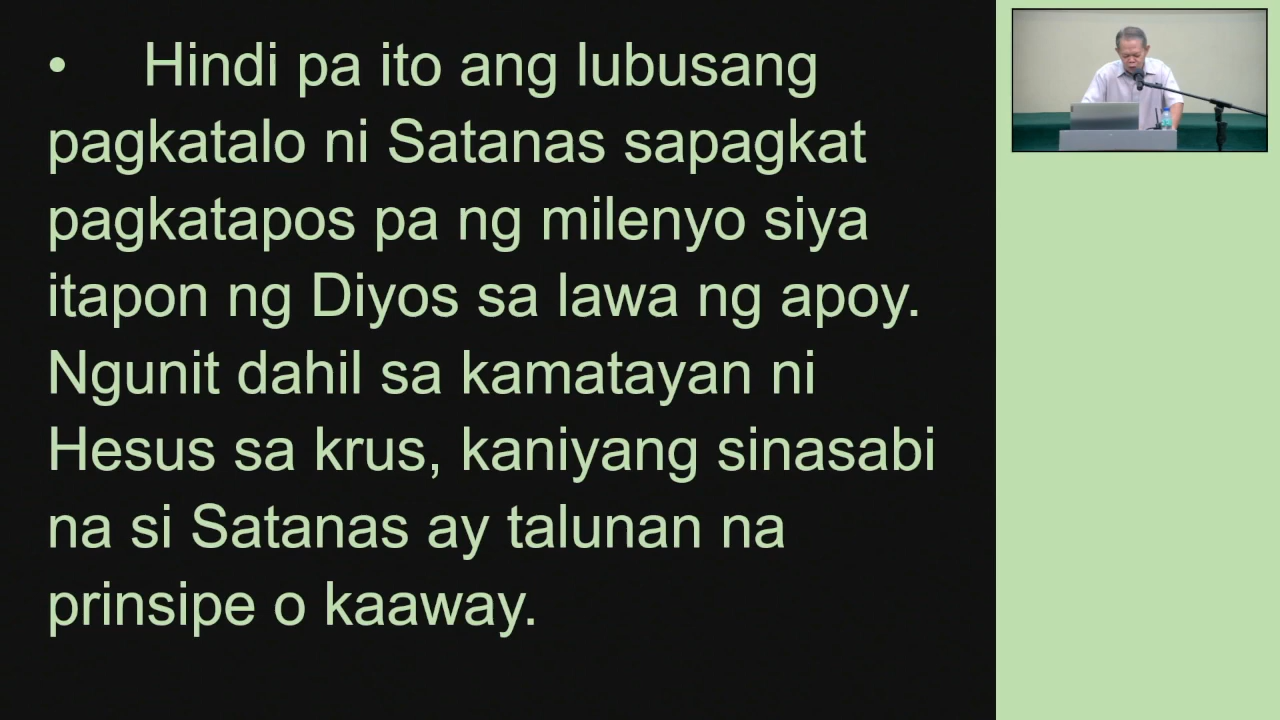 • Hindi pa ito ang lubusang
pagkatalo ni Satanas sapagkat
pagkatapos pa ng milenyo siya
itapon ng Diyos sa lawa ng apoy.
Ngunit dahil sa kamatayan ni
Hesus sa krus, kaniyang sinasabi
na si Satanas ay talunan na
prinsipe o kaaway.